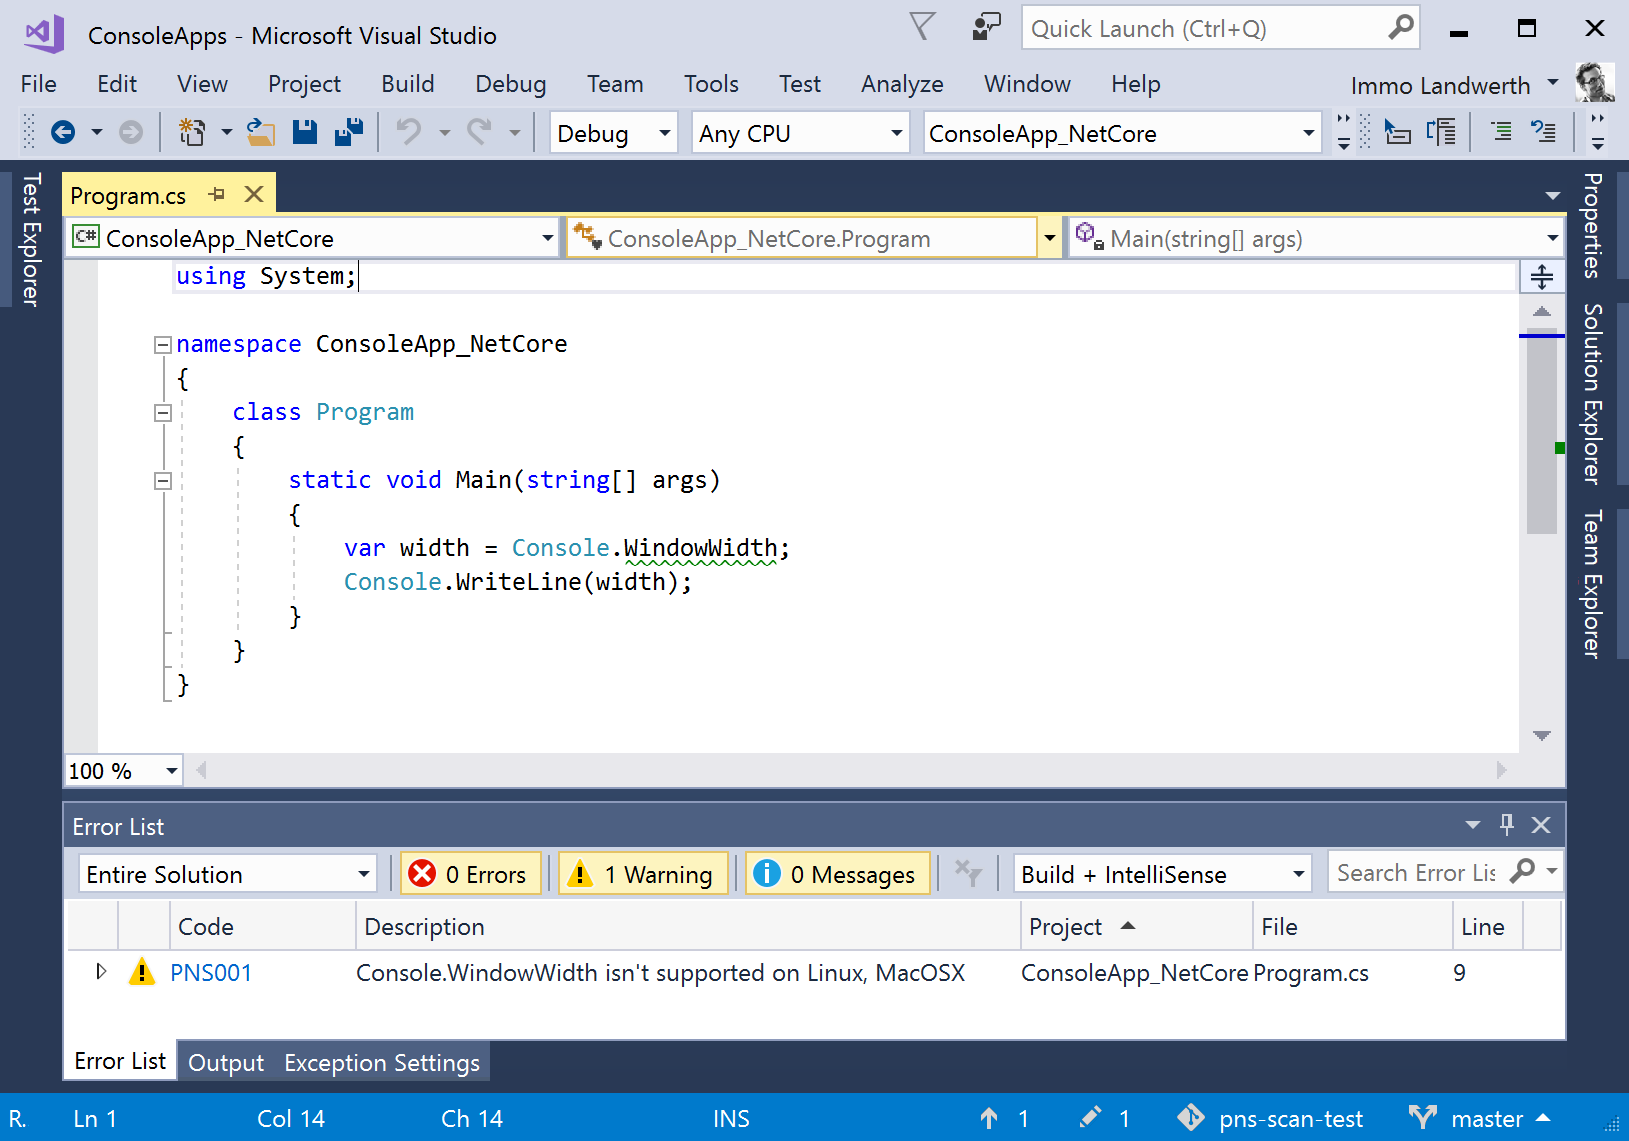 ConsoleApps - Microsoft Visual Studio
Quick Launch (Ctrl+Q)
File Edit View Project Build Debug Team Tools Test Analyze Window Help
Immo Landwerth
Debug
Any CPU
ConsoleApp_NetCore
Test Explorer
Program.cs
C# ConsoleApp_NetCore
ConsoleApp_NetCore.Program
Main(string[] args)
using System;
namespace ConsoleApp_NetCore
{
class Program
{
static void Main(string[] args)
{
var width = Console.WindowWidth;
Console.WriteLine(width);
}
}
}
Properties
Solution Explorer
Team Explorer
100 %
Error List
Entire Solution
0 Errors
1 Warning
0 Messages
Build + IntelliSense
Search Error Lis
Code Description Project File Line
PNS001 Console.WindowWidth isn't supported on Linux, MacOSX ConsoleApp_NetCore Program.cs 9
Error List Output Exception Settings
R. Ln 1 Col 14 Ch 14 INS 1 1 pns-scan-test master